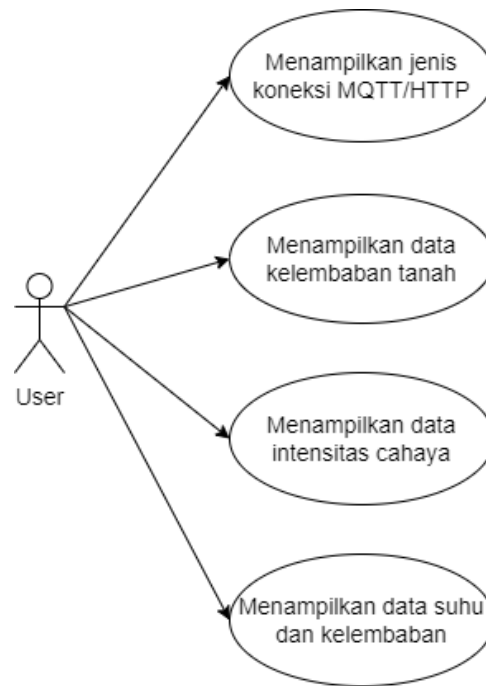 Menampilkan jenis
koneksi MQTT/HTTP
Menampilkan data
kelembaban tanah
User
Menampilkan data
intensitas cahaya
Menampilkan data suhu
dan kelembaban